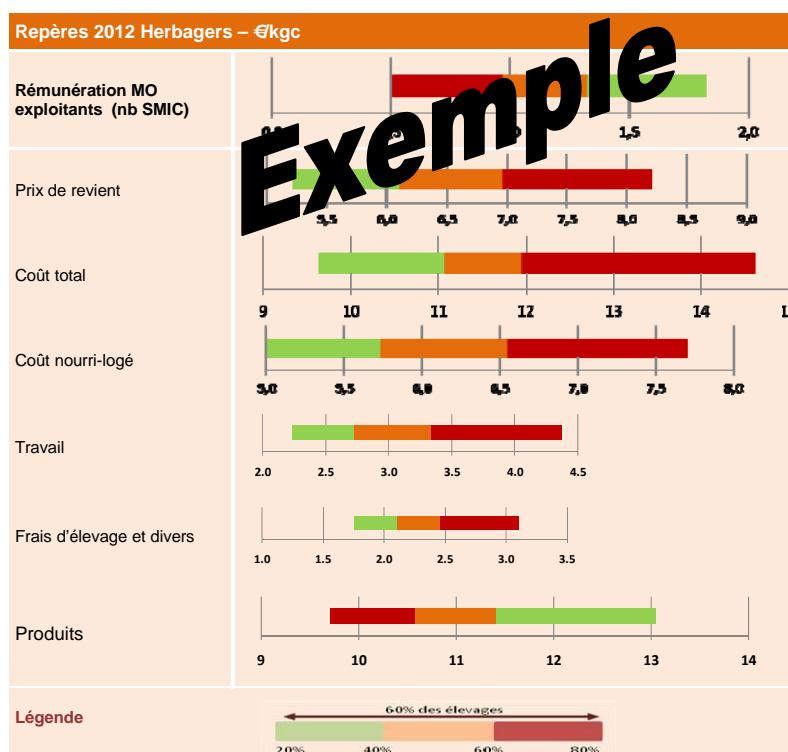 Repères 2012 Herbagers – €/kgc
Rémunération MO
exploitants (nb SMIC)
1,5 2,0
Exemple
Prix de revient
6,0 6,5 7,0 7,5 8,0 8,5 9,0
Coût total
9 10 11 12 13 14
Coût nourri-logé
5,0 5,5 6,0 6,5 7,0 7,5 8,0
Travail
2.0 2.5 3.0 3.5 4.0 4.5
Frais d'élevage et divers
1.0 1.5 2.0 2.5 3.0 3.5
Produits
9 10 11 12 13 14
Légende
60% des élevages
20% 40% 60% 80%